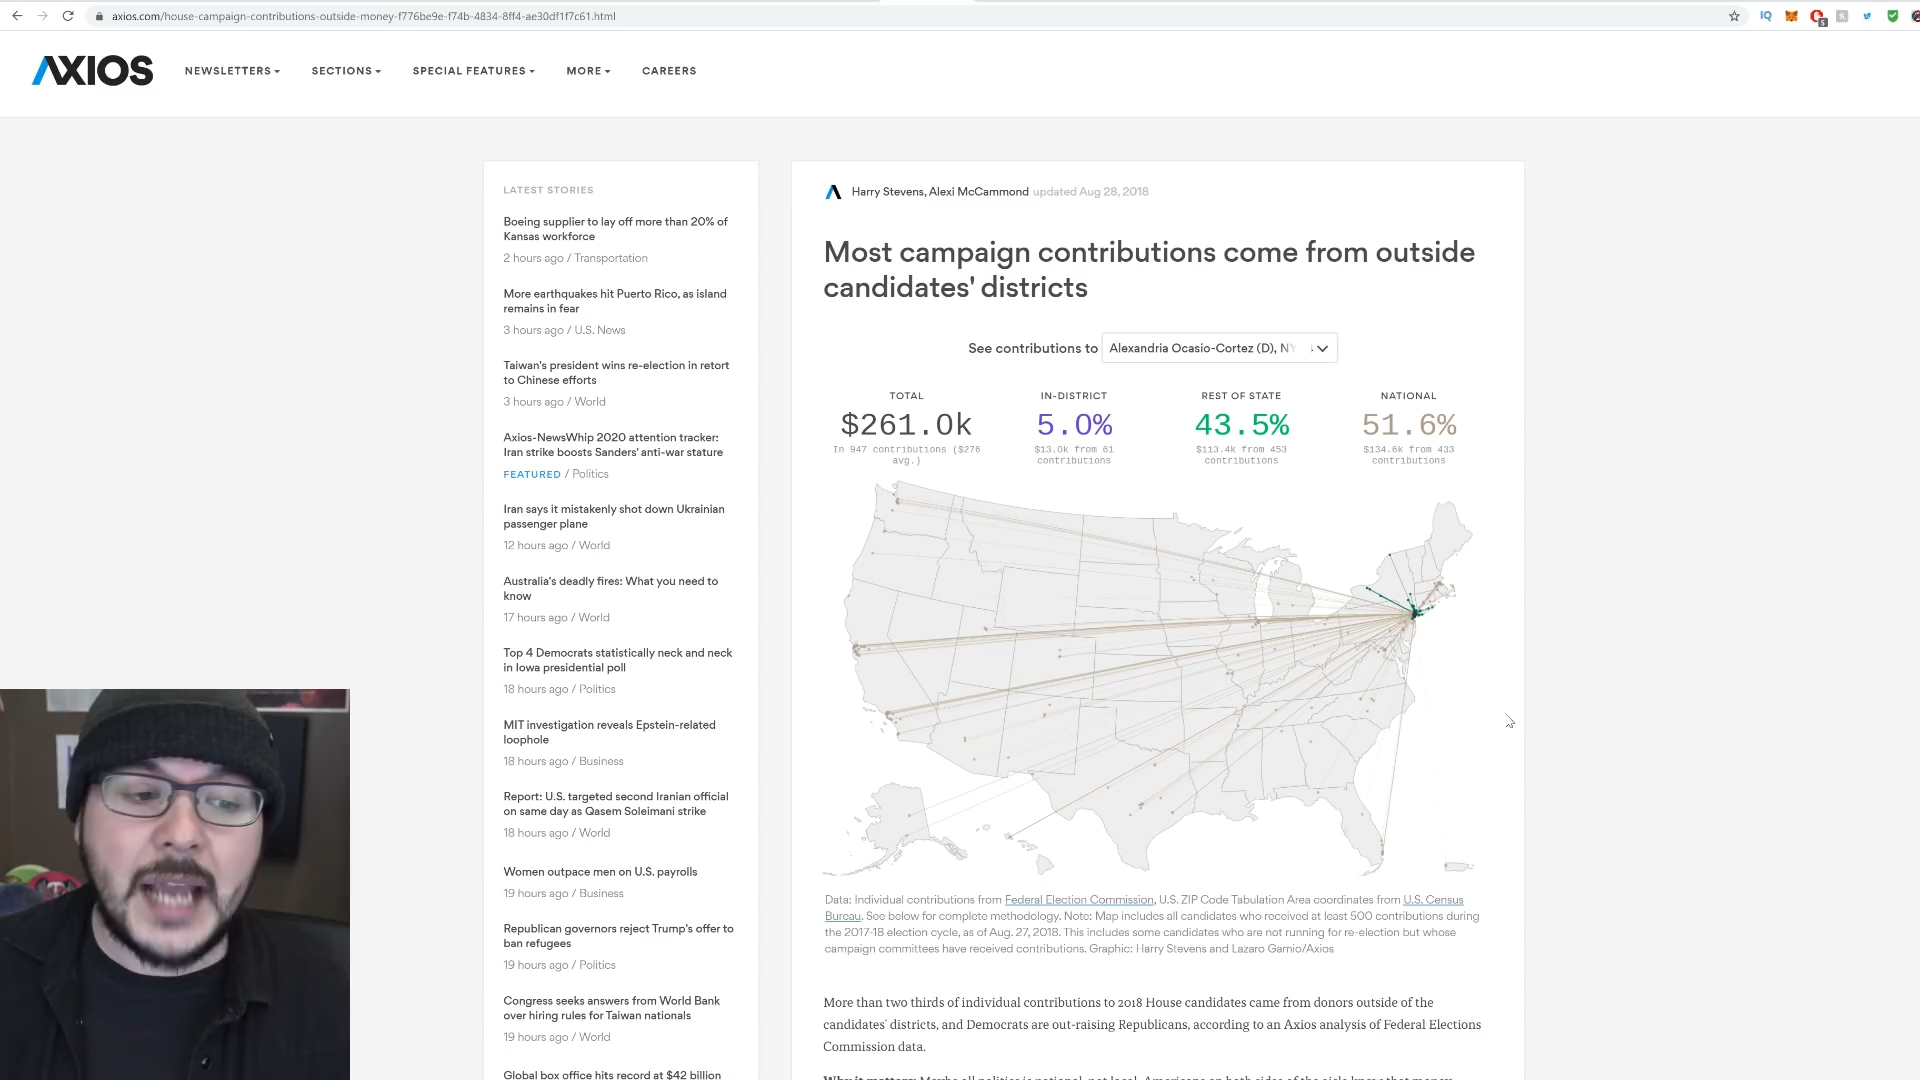 axios.com/house-campaign-contributions-outside-money-f776be9e-f74b-4834-8ff4-ae30df1f7c61.html
IQ
5
AXIOS
NEWSLETTERS
SECTIONS
SPECIAL FEATURES
MORE
CAREERS
LATEST STORIES
Boeing supplier to lay off more than 20% of
Kansas workforce
2 hours ago / Transportation
More earthquakes hit Puerto Rico, as island
remains in fear
3 hours ago / U.S. News
Taiwan's president wins re-election in retort
to Chinese efforts
3 hours ago / World
Axios-NewsWhip 2020 attention tracker:
Iran strike boosts Sanders' anti-war stature
FEATURED / Politics
Iran says it mistakenly shot down Ukrainian
passenger plane
12 hours ago / World
Australia's deadly fires: What you need to
know
17 hours ago / World
Top 4 Democrats statistically neck and neck
in Iowa presidential poll
18 hours ago / Politics
MIT investigation reveals Epstein-related
loophole
18 hours ago / Business
Report: U.S. targeted second Iranian official
on same day as Qasem Soleimani strike
18 hours ago / World
Women outpace men on U.S. payrolls
19 hours ago / Business
Republican governors reject Trump's offer to
ban refugees
19 hours ago / Politics
Congress seeks answers from World Bank
over hiring rules for Taiwan nationals
19 hours ago / World
Global box office hits record at $42 billion
Harry Stevens, Alexi McCammond updated Aug 28, 2018
Most campaign contributions come from outside
candidates' districts
See contributions to Alexandria Ocasio-Cortez (D), NY
TOTAL
$261.0k
In 947 contributions ($276
avg.)
IN-DISTRICT
5.0%
$13.0k from 61
contributions
REST OF STATE
43.5%
$113.4k from 453
contributions
NATIONAL
51.6%
$134.6k from 433
contributions
Data: Individual contributions from Federal Election Commission, U.S. ZIP Code Tabulation Area coordinates from U.S. Census
Bureau. See below for complete methodology. Note: Map includes all candidates who received at least 500 contributions during
the 2017-18 election cycle, as of Aug. 27, 2018. This includes some candidates who are not running for re-election but whose
campaign committees have received contributions. Graphic: Harry Stevens and Lazaro Gamio/Axios
More than two thirds of individual contributions to 2018 House candidates came from donors outside of the
candidates' districts, and Democrats are out-raising Republicans, according to an Axios analysis of Federal Elections
Commission data.